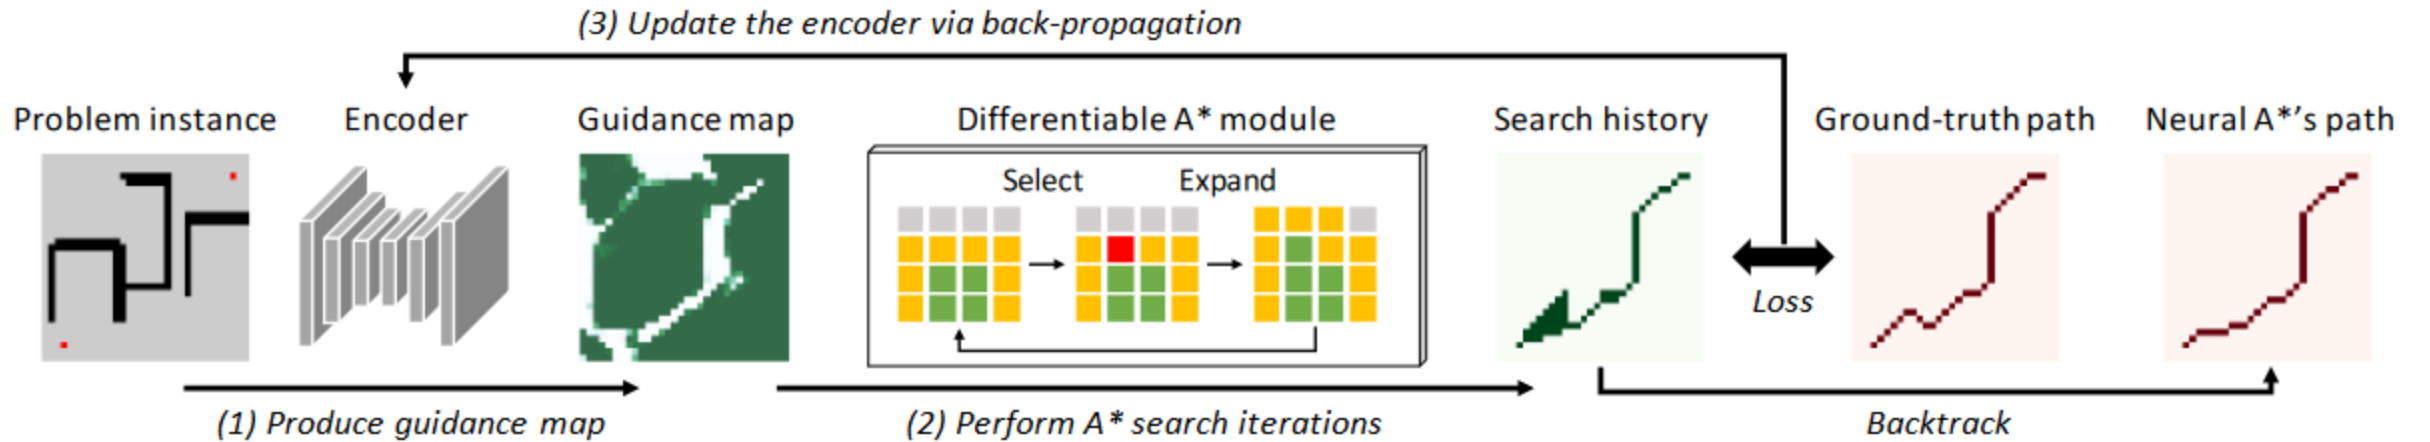 (3) Update the encoder via back-propagation
Problem instance
Encoder
Guidance map
Differentiable A* module
Search history
Ground-truth path
Neural A*'s path
Select
Expand
Loss
(1) Produce guidance map
(2) Perform A* search iterations
Backtrack